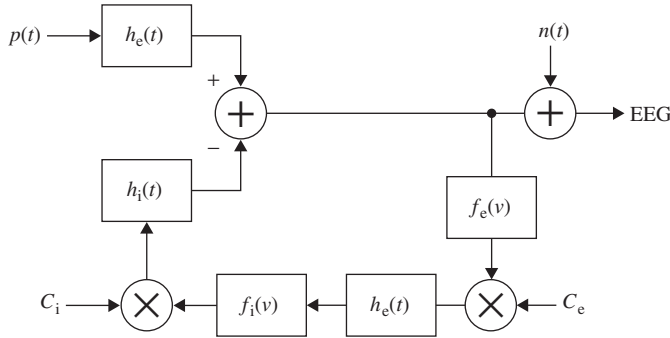 p(t)
h_e(t)
n(t)
+
EEG
−
h_i(t)
f_e(v)
C_i
f_i(v)
h_e(t)
C_e